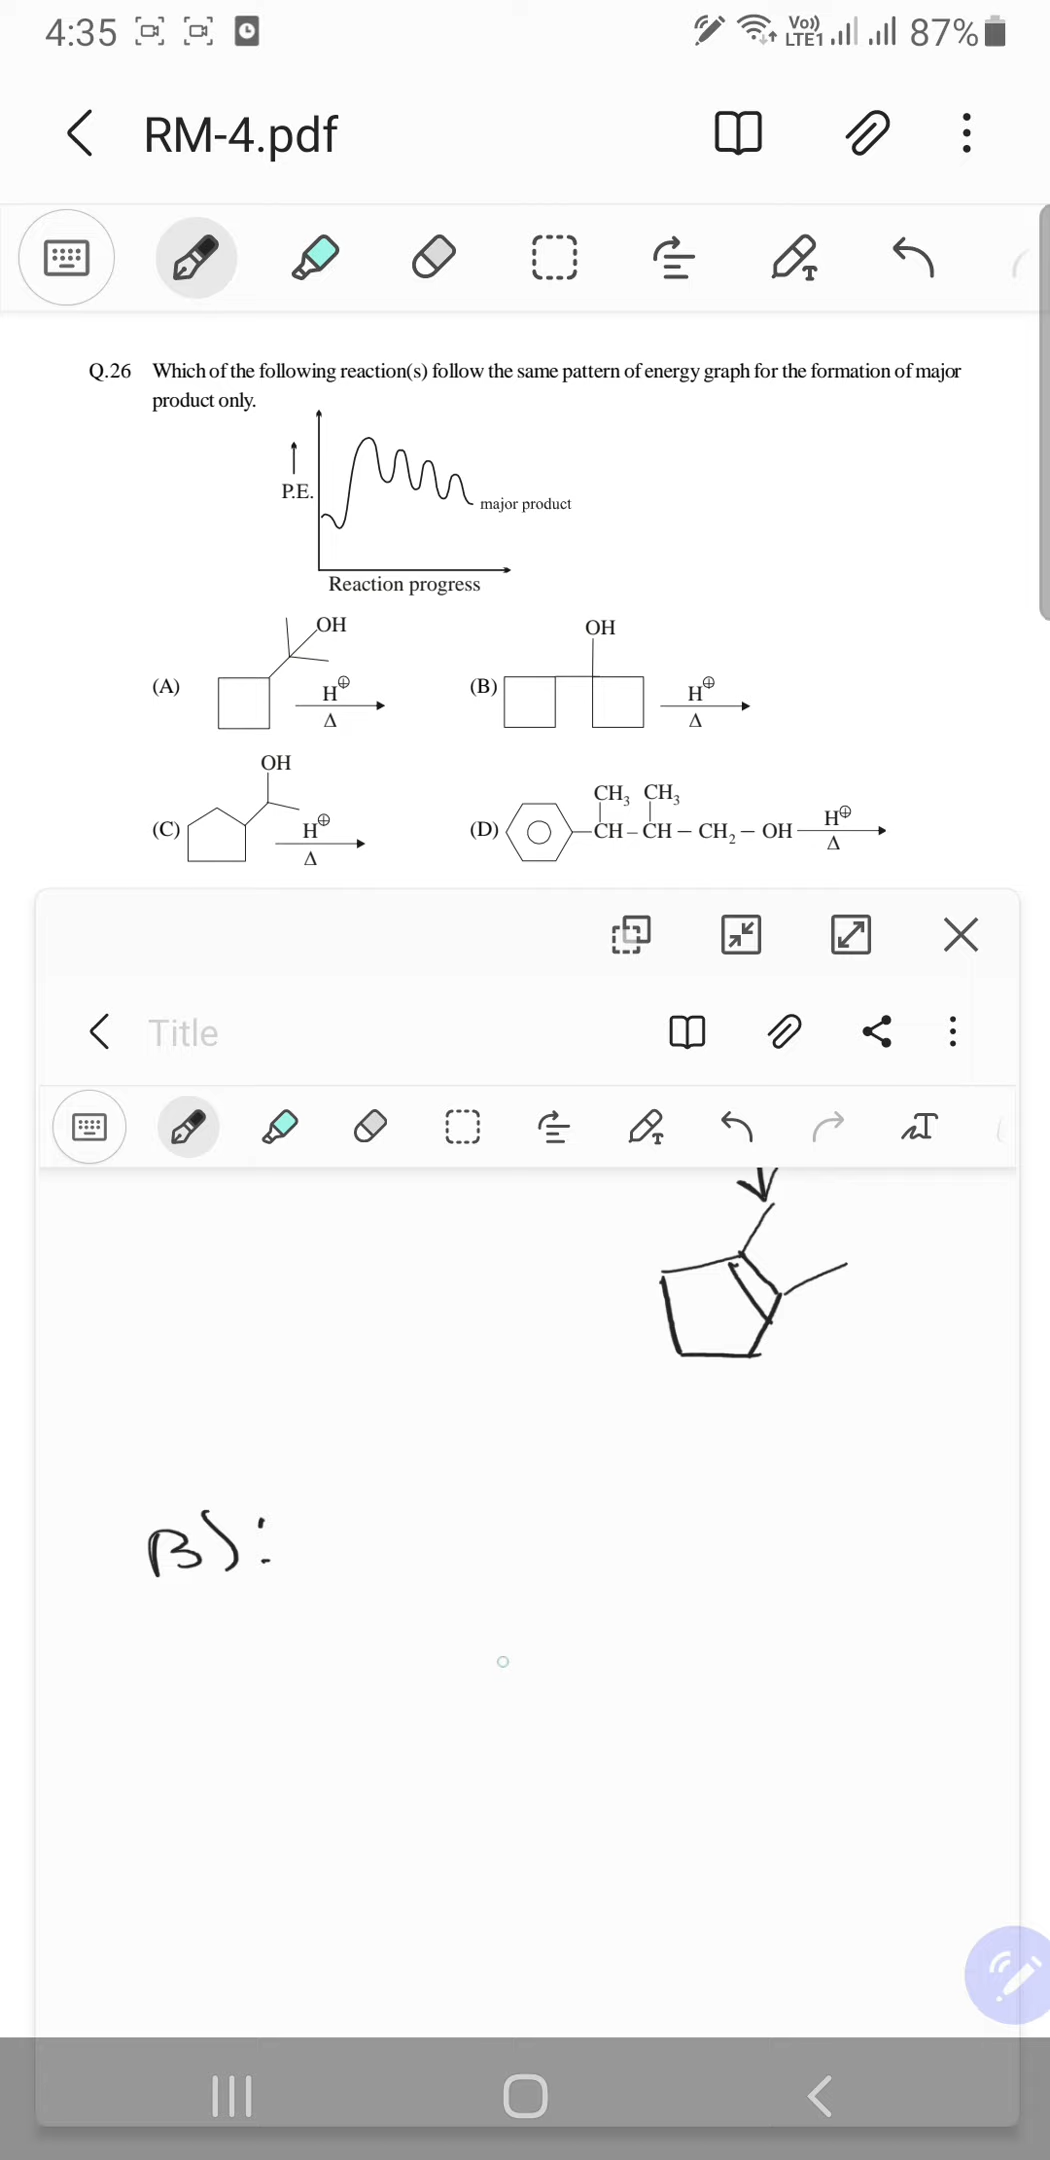 4:35
Vo))
LTE1
87%
RM-4.pdf
Q.26 Which of the following reaction(s) follow the same pattern of energy graph for the formation of major
product only.
↑
P.E.
major product
Reaction progress
OH
(A)
H⊕
Δ
OH
(B)
H⊕
Δ
OH
(C)
H⊕
Δ
CH₃ CH₃
(D)
CH – CH – CH₂ – OH
H⊕
Δ
Title
B) :